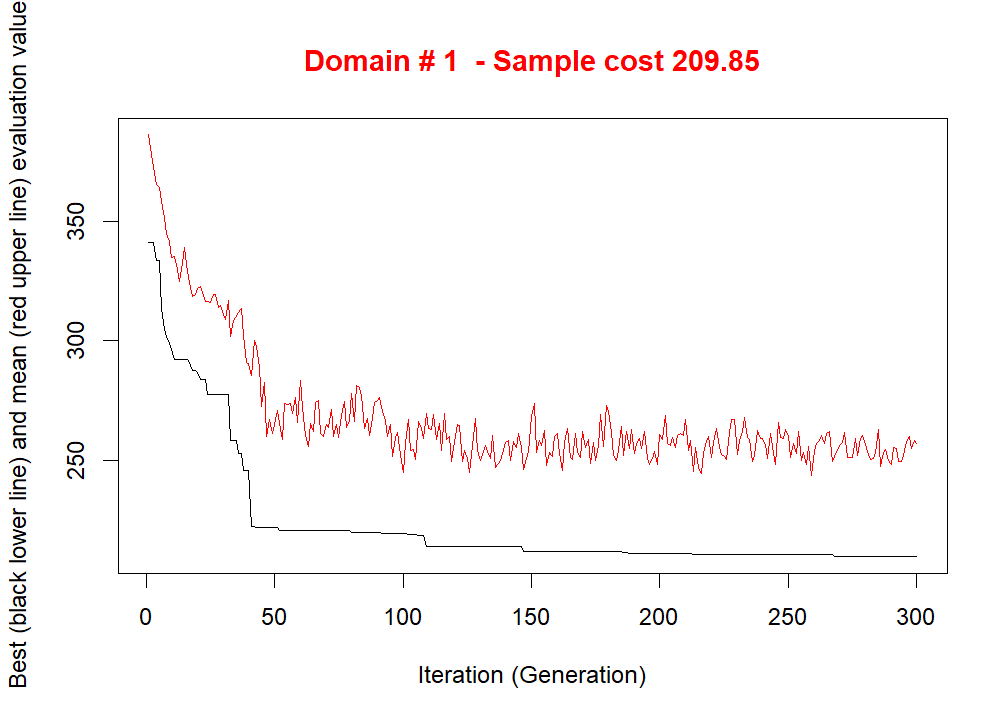 Domain # 1  - Sample cost 209.85
Best (black lower line) and mean (red upper line) evaluation value
350
300
250
0 50 100 150 200 250 300
Iteration (Generation)